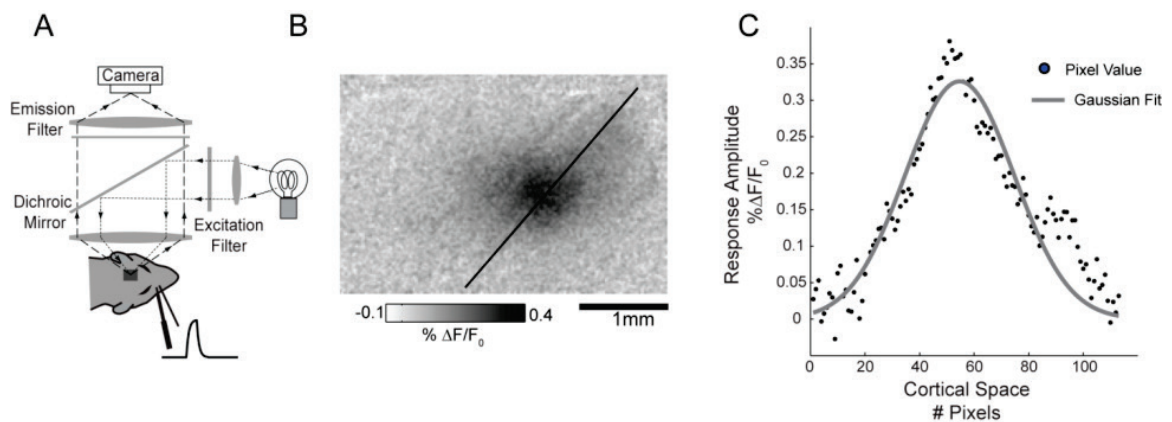 A
Camera
Emission
Filter
Dichroic
Mirror
Excitation
Filter
B
-0.1
0.4
% ΔF/F₀
1mm
C
Pixel Value
Gaussian Fit
Response Amplitude
%ΔF/F₀
0.35
0.3
0.25
0.2
0.15
0.1
0.05
0
0 20 40 60 80 100
Cortical Space
# Pixels